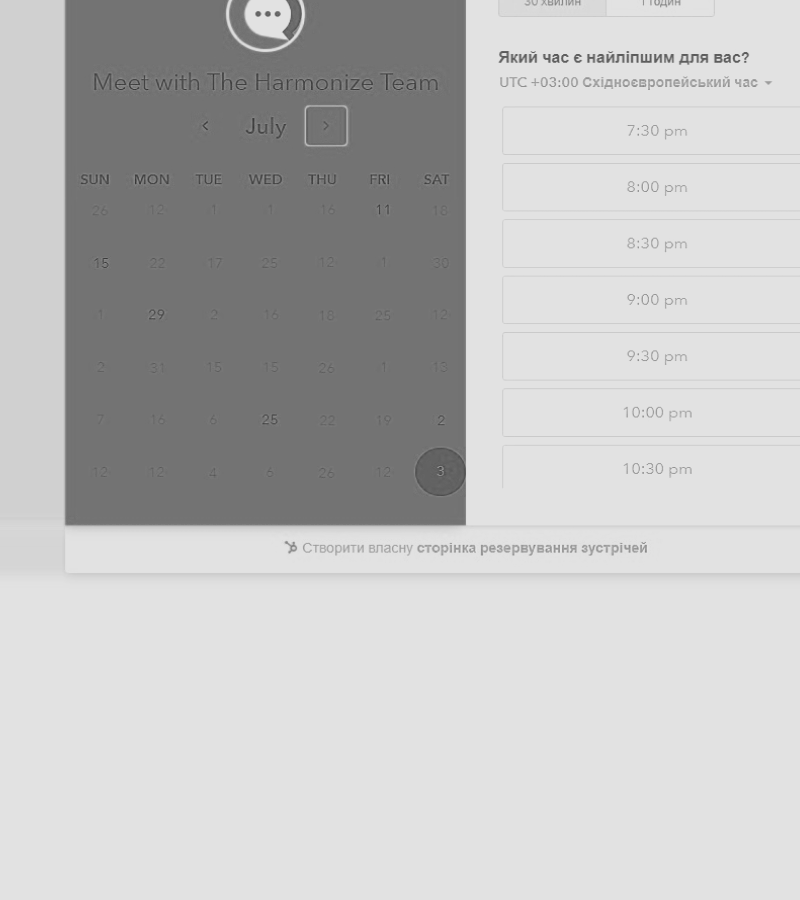 30 хвилин 1 годин
Meet with The Harmonize Team
July
SUN MON TUE WED THU FRI SAT
26 12 1 1 16 11 18
15 22 17 25 12 1 30
1 29 2 16 18 25 12
2 31 15 15 26 1 13
7 16 6 25 22 19 2
12 12 4 6 26 12 3
Який час є найліпшим для вас?
UTC +03:00 Східноєвропейський час
7:30 pm
8:00 pm
8:30 pm
9:00 pm
9:30 pm
10:00 pm
10:30 pm
Створити власну сторінка резервування зустрічей